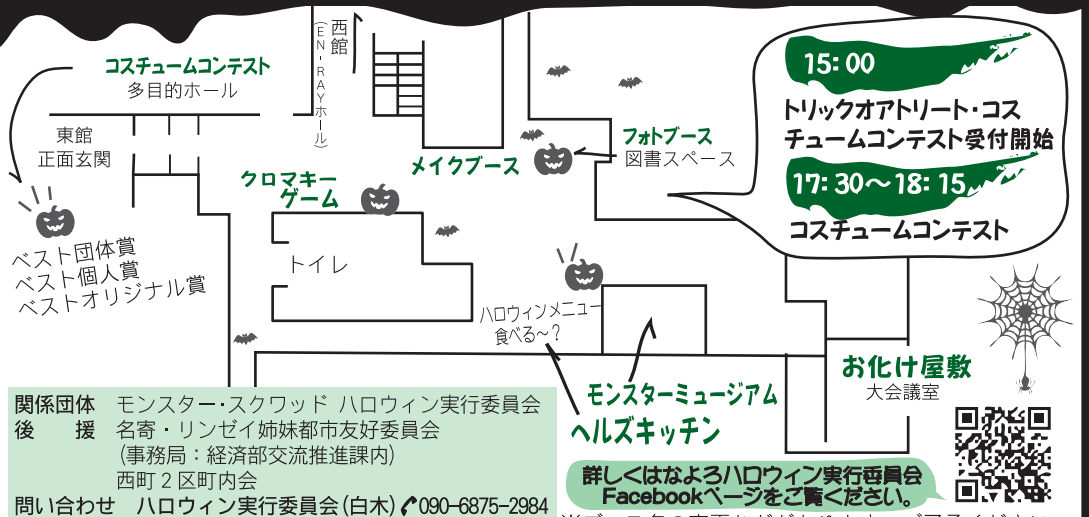 コスチュームコンテスト
多目的ホール
西館
(EN-RAYホール)
東館
正面玄関
ベスト団体賞
ベスト個人賞
ベストオリジナル賞
クロマキー
ゲーム
トイレ
メイクブース
フォトブース
図書スペース
15:00
トリックオアトリート・コス
チュームコンテスト受付開始
17:30〜18:15
コスチュームコンテスト
ハロウィンメニュー
食べる〜?
モンスターミュージアム
ヘルズキッチン
お化け屋敷
大会議室
関係団体 モンスター・スクワッド ハロウィン実行委員会
後 援 名寄・リンゼイ姉妹都市友好委員会
(事務局:経済部交流推進課内)
西町2区町内会
問い合わせ ハロウィン実行委員会(白木) 090-6875-2984
詳しくはなよろハロウィン実行委員会
Facebookページをご覧ください。